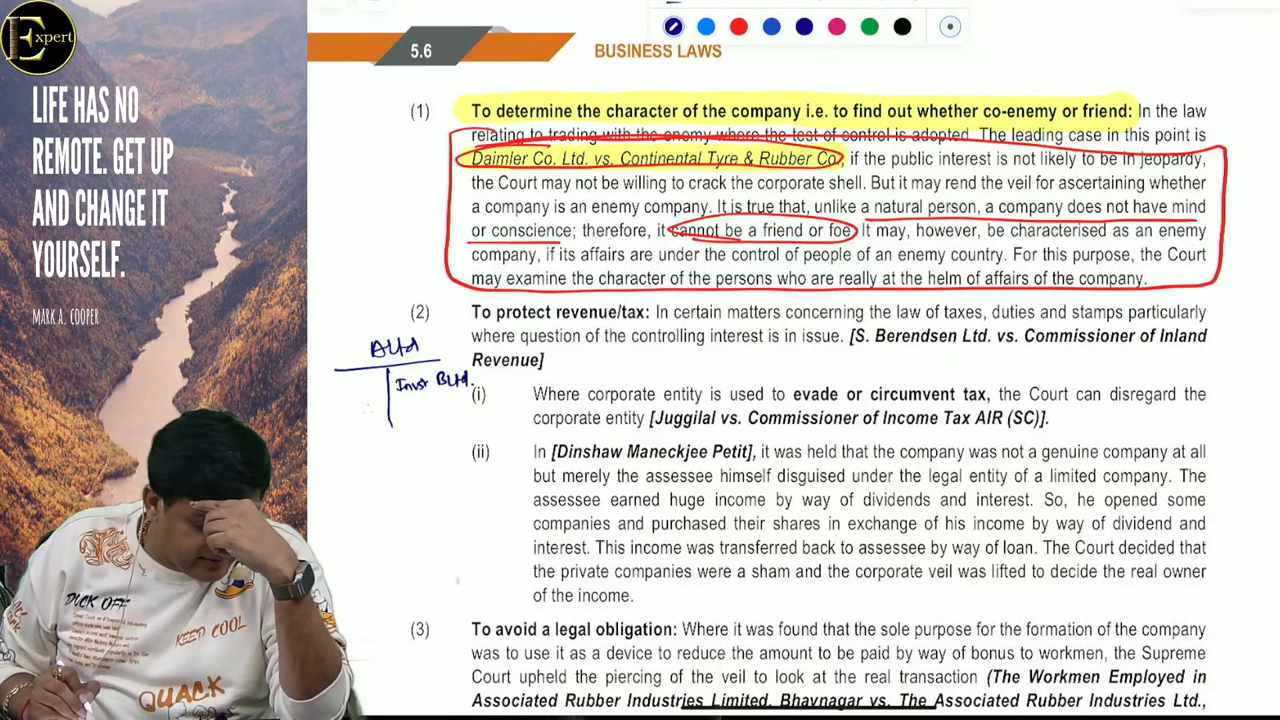 Expert
LIFE HAS NO
REMOTE. GET UP
AND CHANGE IT
YOURSELF.
MARK A. COOPER
DUCK OFF
KEEP COOL
QUACK
5.6
BUSINESS LAWS
(1) To determine the character of the company i.e. to find out whether co-enemy or friend: In the law
relating to trading with the enemy where the test of control is adopted. The leading case in this point is
Daimler Co. Ltd. vs. Continental Tyre & Rubber Co., if the public interest is not likely to be in jeopardy,
the Court may not be willing to crack the corporate shell. But it may rend the veil for ascertaining whether
a company is an enemy company. It is true that, unlike a natural person, a company does not have mind
or conscience; therefore, it cannot be a friend or foe. It may, however, be characterised as an enemy
company, if its affairs are under the control of people of an enemy country. For this purpose, the Court
may examine the character of the persons who are really at the helm of affairs of the company.
(2) To protect revenue/tax: In certain matters concerning the law of taxes, duties and stamps particularly
where question of the controlling interest is in issue. [S. Berendsen Ltd. vs. Commissioner of Inland
Revenue]
A Ltd
Invst B Ltd.
(i) Where corporate entity is used to evade or circumvent tax, the Court can disregard the
corporate entity [Juggilal vs. Commissioner of Income Tax AIR (SC)].
(ii) In [Dinshaw Maneckjee Petit], it was held that the company was not a genuine company at all
but merely the assessee himself disguised under the legal entity of a limited company. The
assessee earned huge income by way of dividends and interest. So, he opened some
companies and purchased their shares in exchange of his income by way of dividend and
interest. This income was transferred back to assessee by way of loan. The Court decided that
the private companies were a sham and the corporate veil was lifted to decide the real owner
of the income.
(3) To avoid a legal obligation: Where it was found that the sole purpose for the formation of the company
was to use it as a device to reduce the amount to be paid by way of bonus to workmen, the Supreme
Court upheld the piercing of the veil to look at the real transaction (The Workmen Employed in
Associated Rubber Industries Limited, Bhavnagar vs. The Associated Rubber Industries Ltd.,